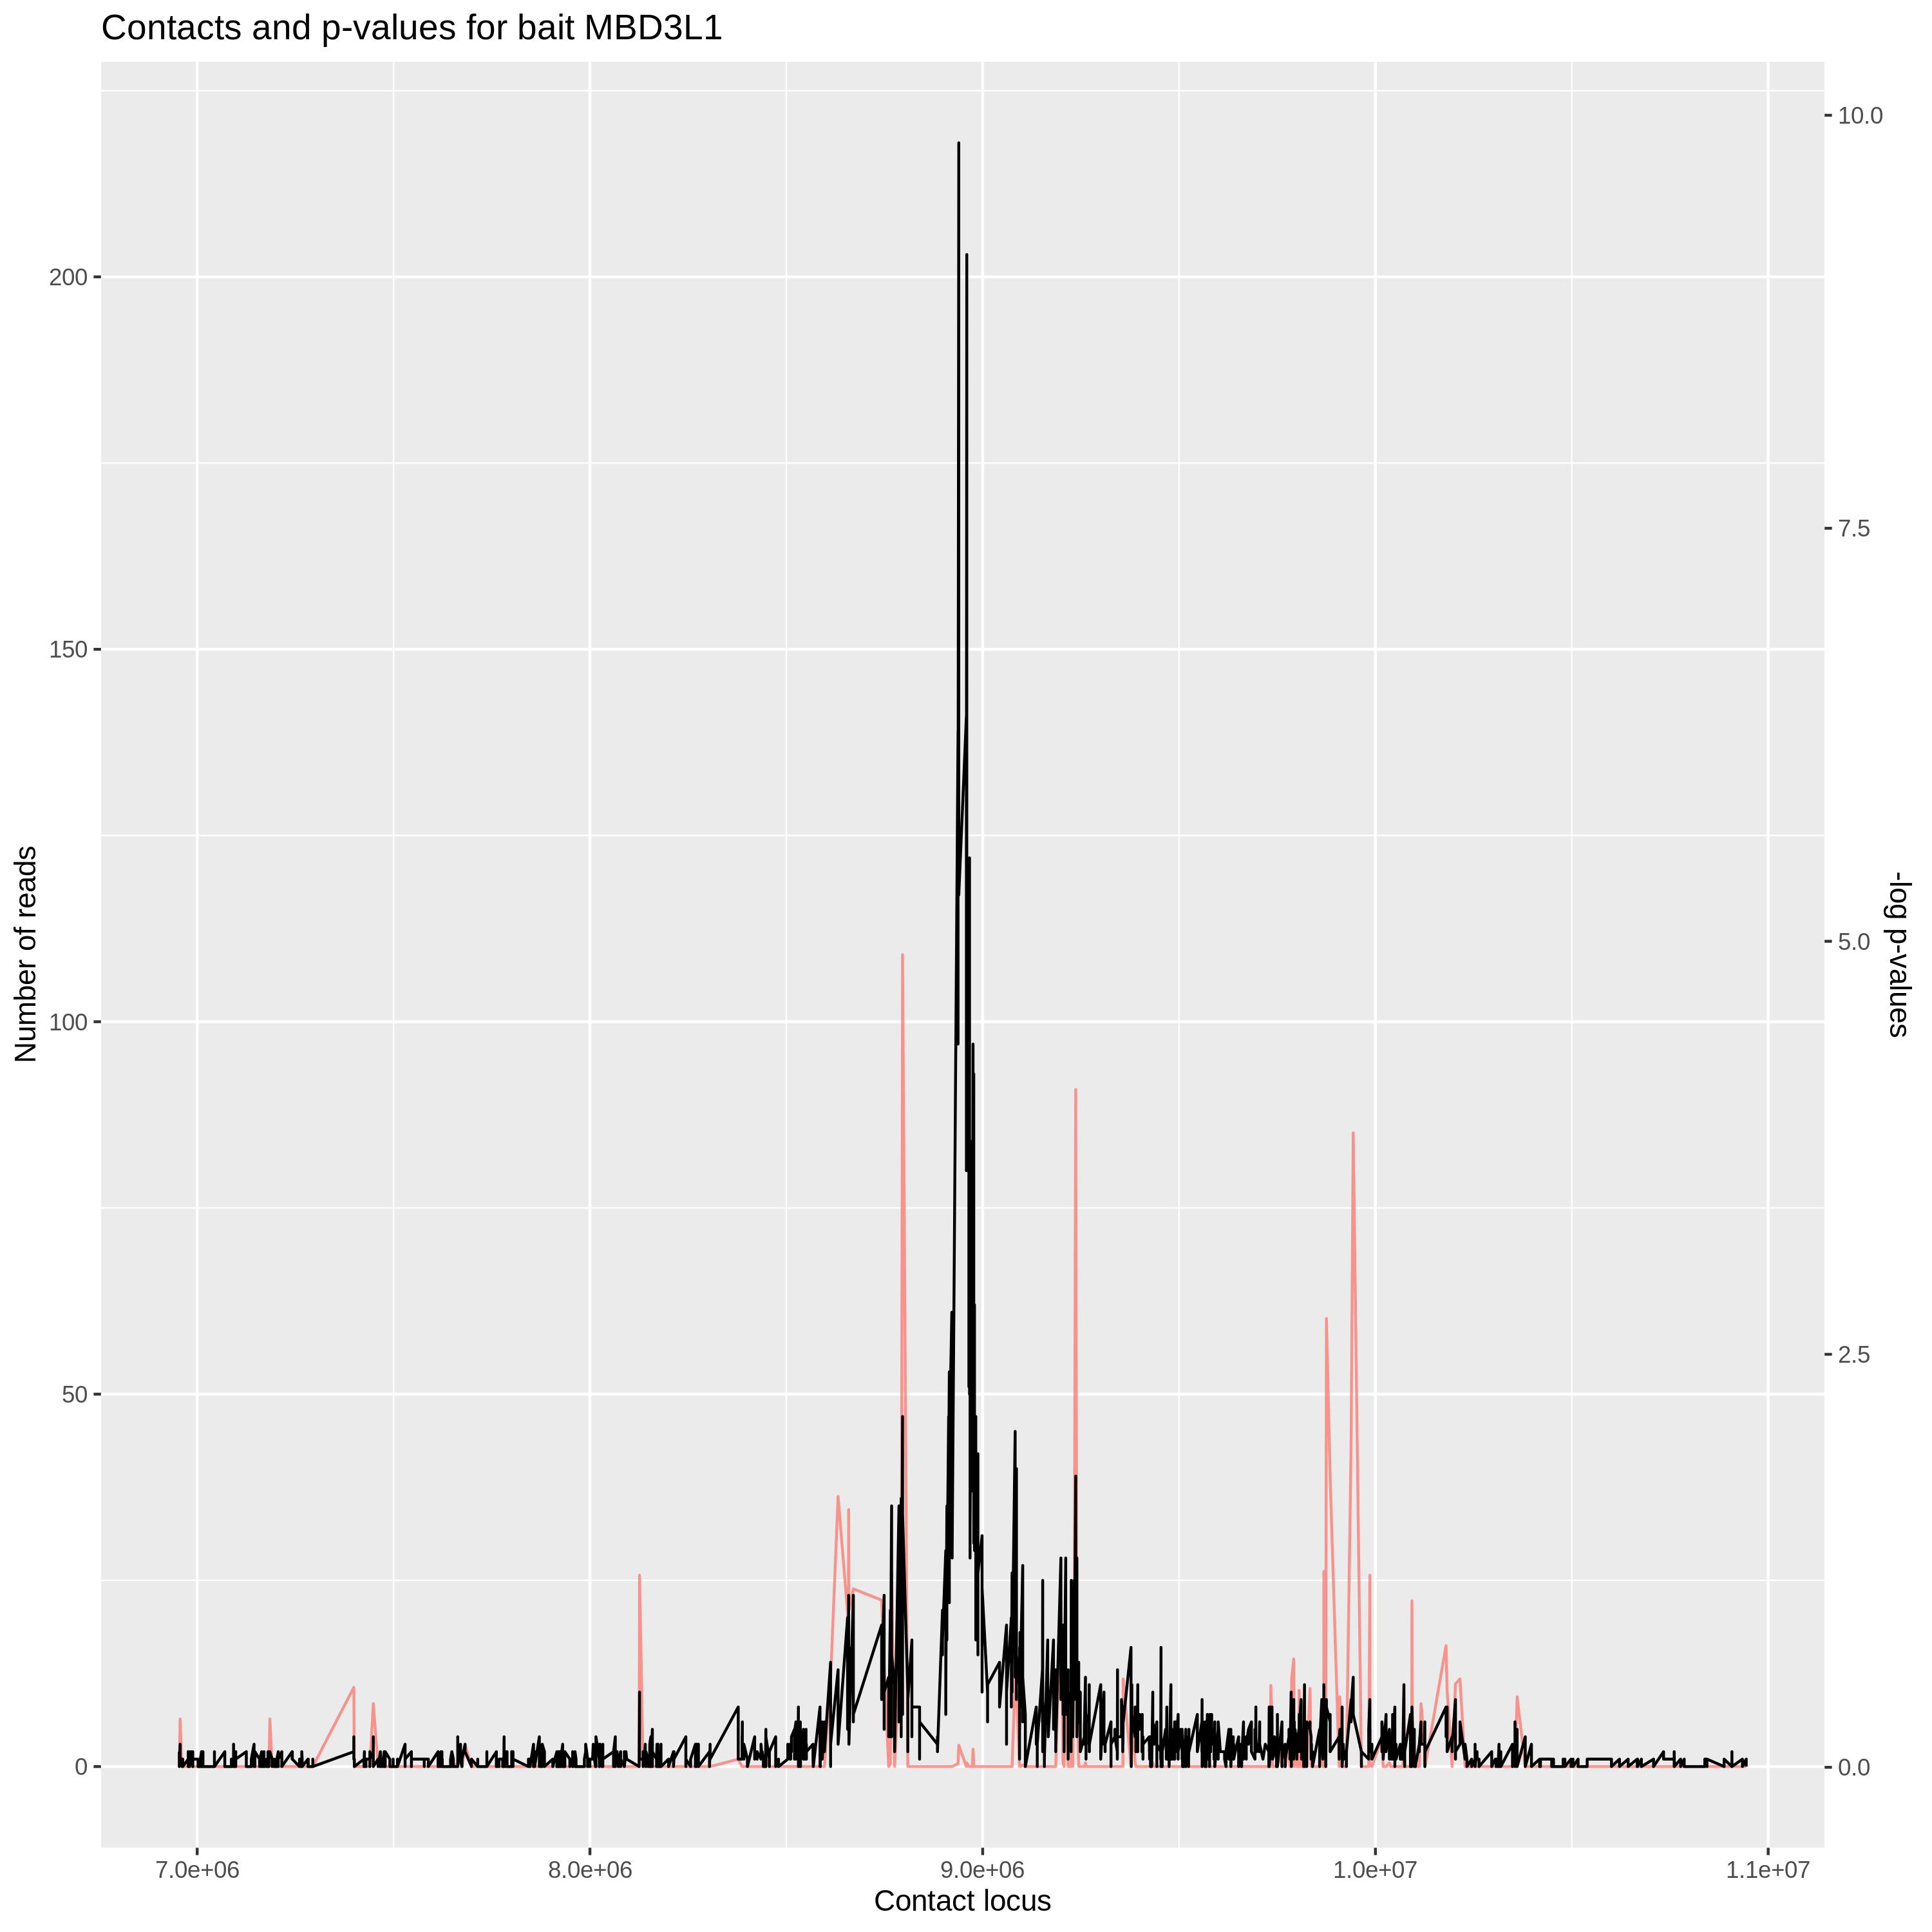 Contacts and p-values for bait MBD3L1
10.0
200
7.5
150
Number of reads
-log p-values
5.0
100
2.5
50
0
0.0
7.0e+06
8.0e+06
9.0e+06
1.0e+07
1.1e+07
Contact locus